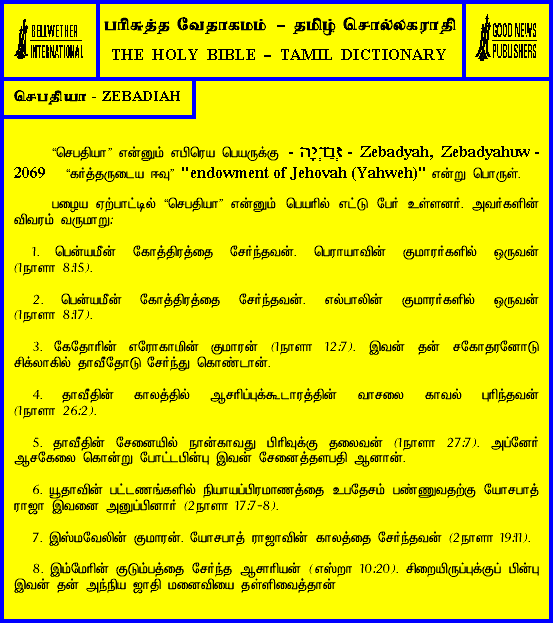 BELLWETHER
INTERNATIONAL
பரிசுத்த வேதாகமம் – தமிழ் சொல்லகராதி
THE HOLY BIBLE – TAMIL DICTIONARY
GOOD NEWS
PUBLISHERS
செபதியா - ZEBADIAH
“செபதியா” என்னும் எபிரெய பெயருக்கு - זְבַדְיָה - Zebadyah, Zebadyahuw -
2069 “கர்த்தருடைய ஈவு” "endowment of Jehovah (Yahweh)" என்று பொருள்.
பழைய ஏற்பாட்டில் “செபதியா” என்னும் பெயரில் எட்டு பேர் உள்ளனர். அவர்களின்
விவரம் வருமாறு:
1. பென்யமீன் கோத்திரத்தை சேர்ந்தவன். பெராயாவின் குமாரர்களில் ஒருவன்
(1நாளா 8:15).
2. பென்யமீன் கோத்திரத்தை சேர்ந்தவன். எல்பாலின் குமாரர்களில் ஒருவன்
(1நாளா 8:17).
3. கேதோரின் எரோகாமின் குமாரன் (1நாளா 12:7). இவன் தன் சகோதரனோடு
சிக்லாகில் தாவீதோடு சேர்ந்து கொண்டான்.
4. தாவீதின் காலத்தில் ஆசரிப்புக்கூடாரத்தின் வாசலை காவல் புரிந்தவன்
(1நாளா 26:2).
5. தாவீதின் சேனையில் நான்காவது பிரிவுக்கு தலைவன் (1நாளா 27:7). அப்னேர்
ஆசகேலை கொன்று போட்டபின்பு இவன் சேனைத்தளபதி ஆனான்.
6. யூதாவின் பட்டணங்களில் நியாயப்பிரமாணத்தை உபதேசம் பண்ணுவதற்கு யோசபாத்
ராஜா இவனை அனுப்பினார் (2நாளா 17:7-8).
7. இஸ்மவேலின் குமாரன். யோசபாத் ராஜாவின் காலத்தை சேர்ந்தவன் (2நாளா 19:11).
8. இம்மேரின் குடும்பத்தை சேர்ந்த ஆசாரியன் (எஸ்றா 10:20). சிறையிருப்புக்குப் பின்பு
இவன் தன் அந்நிய ஜாதி மனைவியை தள்ளிவைத்தான்